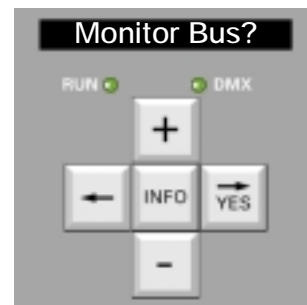 Monitor Bus?
RUN DMX
+
← INFO → YES
-